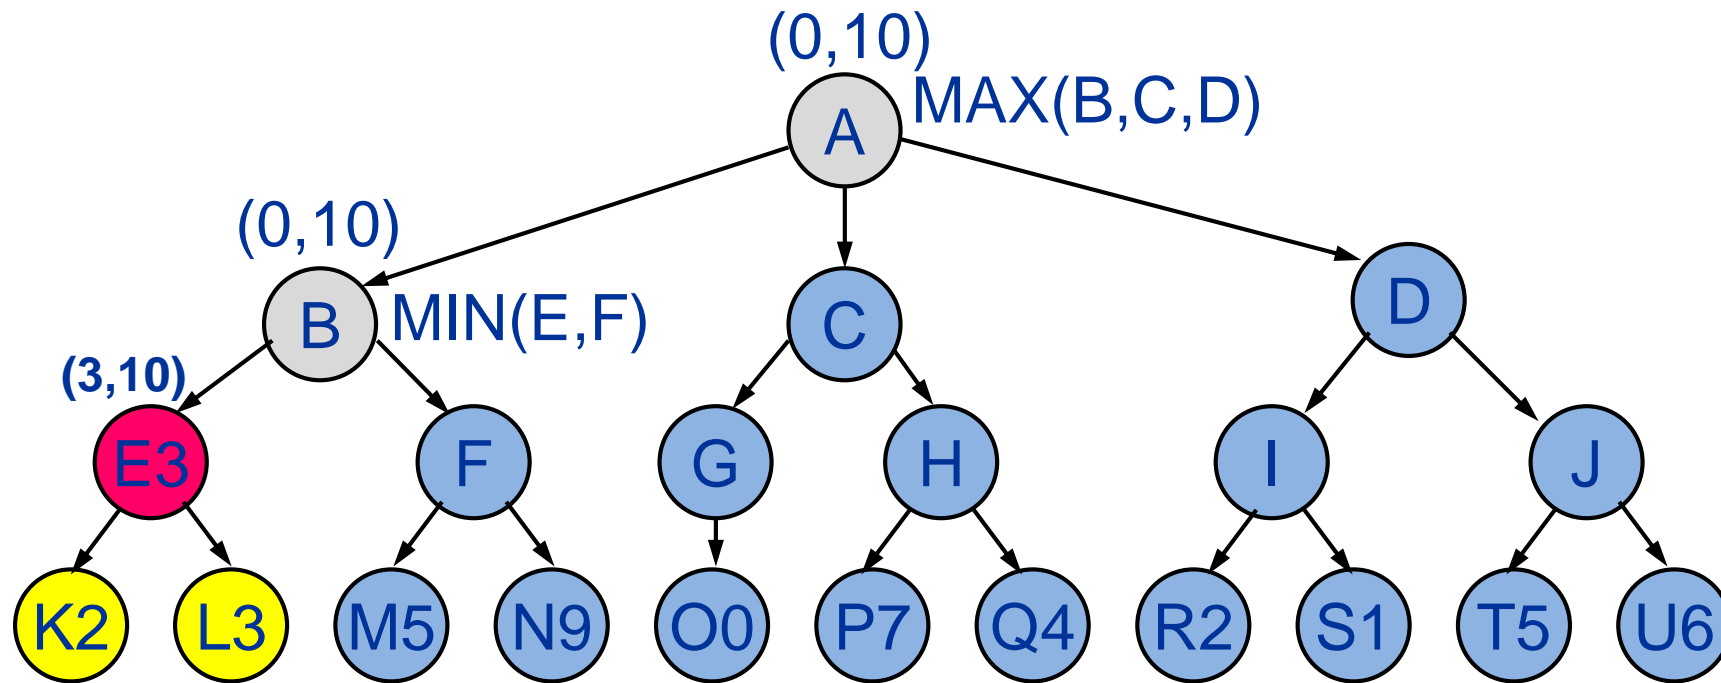 (0,10)
A MAX(B,C,D)
(0,10)
B MIN(E,F) C D
(3,10)
E3 F G H I J
K2 L3 M5 N9 O0 P7 Q4 R2 S1 T5 U6